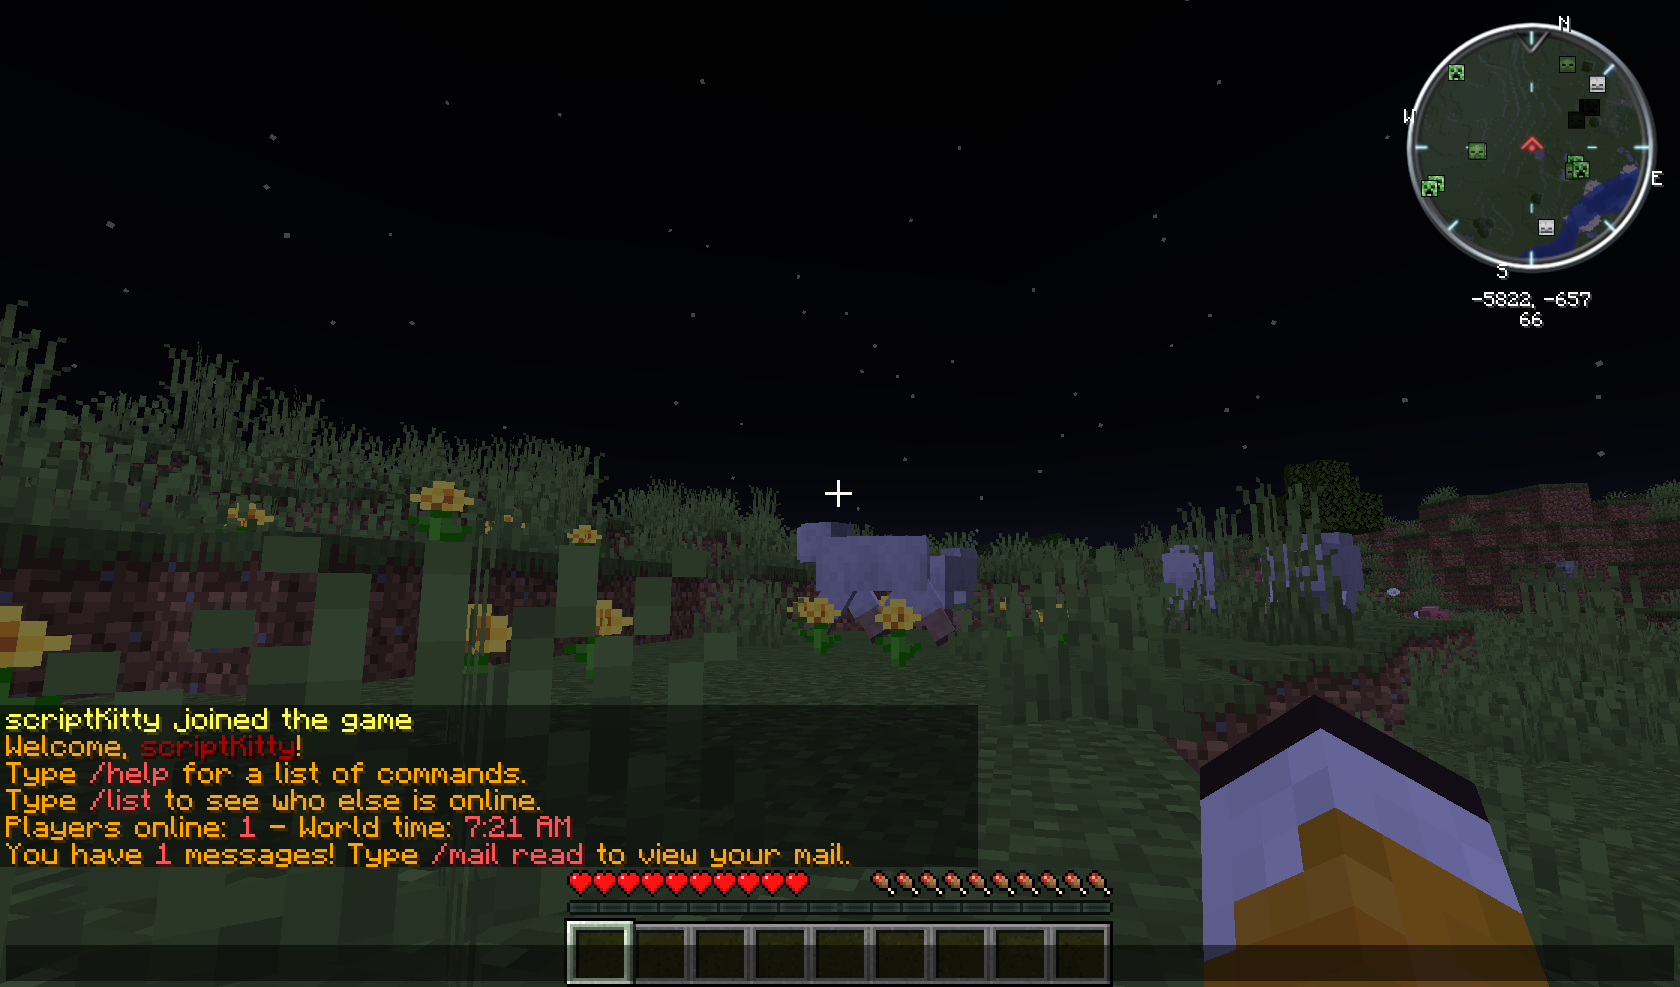 N
W
E
S
-5822, -657
66
scriptKitty joined the game
Welcome, scriptKitty!
Type /help for a list of commands.
Type /list to see who else is online.
Players online: 1 - World time: 7:21 AM
You have 1 messages! Type /mail read to view your mail.